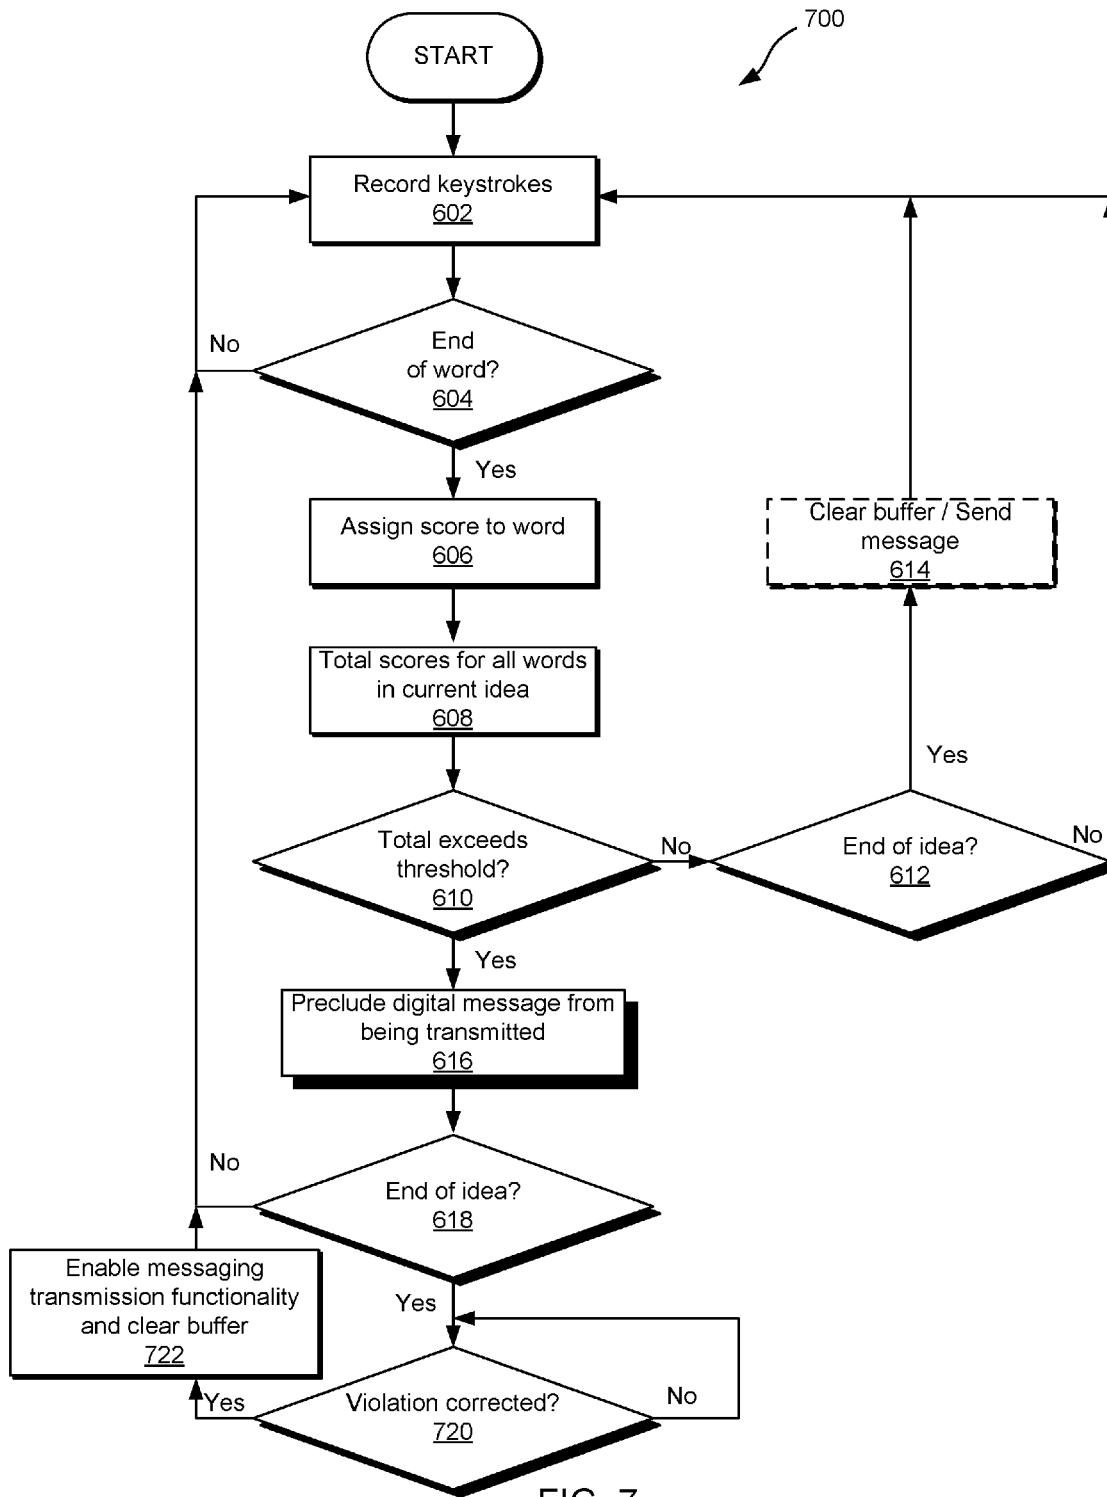 700
START
Record keystrokes
602
No
End
of word?
604
Yes
Assign score to word
606
Clear buffer / Send
message
614
Total scores for all words
in current idea
608
Yes
Total exceeds
threshold?
610
No
End of idea?
612
No
Yes
Preclude digital message from
being transmitted
616
No
End of idea?
618
Enable messaging
transmission functionality
and clear buffer
722
Yes
Yes
Violation corrected?
720
No
FIG. 7